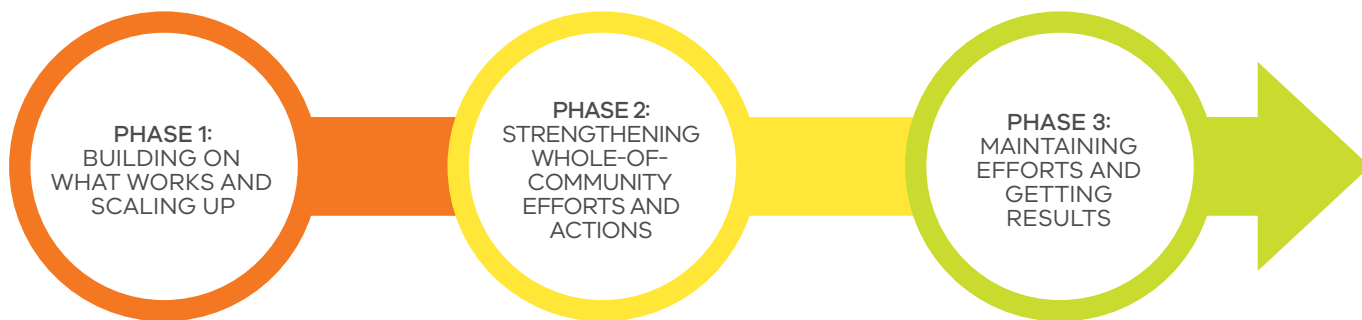 PHASE 1:
BUILDING ON
WHAT WORKS AND
SCALING UP
PHASE 2:
STRENGTHENING
WHOLE-OF-
COMMUNITY
EFFORTS AND
ACTIONS
PHASE 3:
MAINTAINING
EFFORTS AND
GETTING
RESULTS